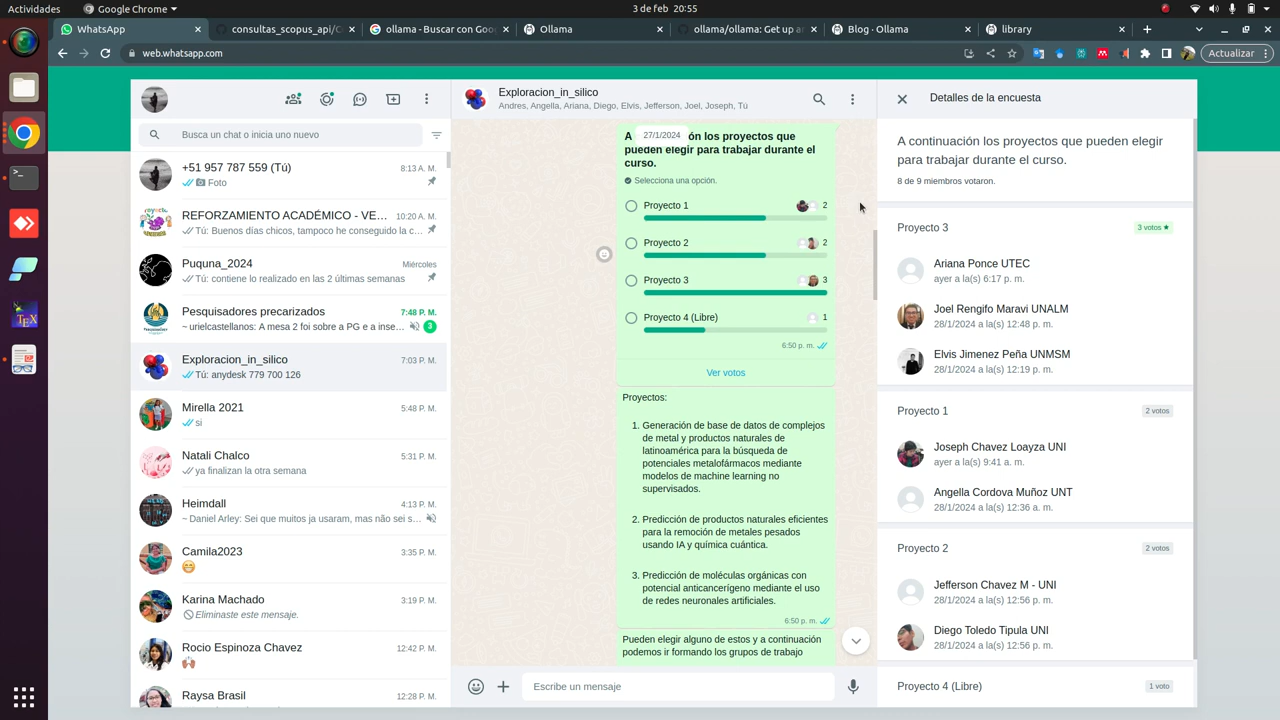 3 de feb 20:55
WhatsApp
consultas_scopus_api/C
ollama - Buscar con Goo
Ollama
ollama/ollama: Get up a
Blog · Ollama
library
web.whatsapp.com
Actualizar
Busca un chat o inicia uno nuevo
+51 957 787 559 (Tú)
8:13 A. M.
Foto
REFORZAMIENTO ACADÉMICO - VE…
10:20 A. M.
Tú: Buenos días chicos, tampoco he conseguido la c…
Puquna_2024
Miércoles
Tú: contiene lo realizado en las 2 últimas semanas
Pesquisadores precarizados
7:48 P. M.
~ urielcastellanos: A mesa 2 foi sobre a PG e a inse…
3
Exploracion_in_silico
7:03 P. M.
Tú: anydesk 779 700 126
Mirella 2021
5:48 P. M.
si
Natali Chalco
5:31 P. M.
ya finalizan la otra semana
Heimdall
4:13 P. M.
~ Daniel Arley: Sei que muitos ja usaram, mas não sei s…
Camila2023
3:35 P. M.
Karina Machado
3:19 P. M.
Eliminaste este mensaje.
Rocio Espinoza Chavez
12:42 P. M.
Raysa Brasil
12:28 P. M.
Exploracion_in_silico
Andres, Angella, Ariana, Diego, Elvis, Jefferson, Joel, Joseph, Tú
27/1/2024
A ón los proyectos que
pueden elegir para trabajar durante el
curso.
Selecciona una opción.
Proyecto 1
2
Proyecto 2
2
Proyecto 3
3
Proyecto 4 (Libre)
1
6:50 p. m.
Ver votos
Proyectos:
1. Generación de base de datos de complejos
de metal y productos naturales de
latinoamérica para la búsqueda de
potenciales metalofármacos mediante
modelos de machine learning no
supervisados.
2. Predicción de productos naturales eficientes
para la remoción de metales pesados
usando IA y química cuántica.
3. Predicción de moléculas orgánicas con
potencial anticancerígeno mediante el uso
de redes neuronales artificiales.
6:50 p. m.
Pueden elegir alguno de estos y a continuación
podemos ir formando los grupos de trabajo
Escribe un mensaje
Detalles de la encuesta
A continuación los proyectos que pueden elegir
para trabajar durante el curso.
8 de 9 miembros votaron.
Proyecto 3
3 votos ★
Ariana Ponce UTEC
ayer a la(s) 6:17 p. m.
Joel Rengifo Maravi UNALM
28/1/2024 a la(s) 12:48 p. m.
Elvis Jimenez Peña UNMSM
28/1/2024 a la(s) 12:19 p. m.
Proyecto 1
2 votos
Joseph Chavez Loayza UNI
ayer a la(s) 9:41 a. m.
Angella Cordova Muñoz UNT
28/1/2024 a la(s) 12:36 a. m.
Proyecto 2
2 votos
Jefferson Chavez M - UNI
28/1/2024 a la(s) 12:56 p. m.
Diego Toledo Tipula UNI
28/1/2024 a la(s) 12:56 p. m.
Proyecto 4 (Libre)
1 voto